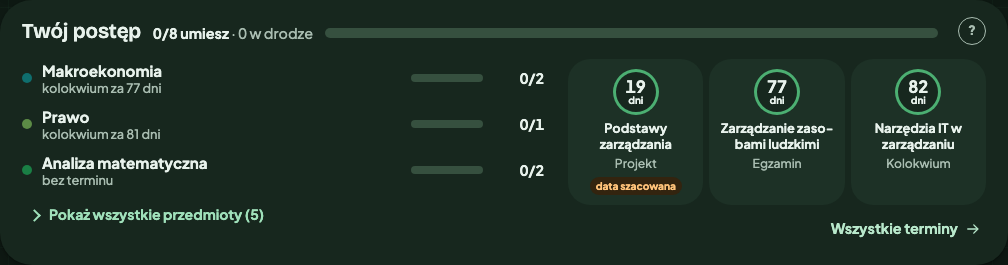 Twój postęp 0/8 umiesz · 0 w drodze ?
Makroekonomia
kolokwium za 77 dni
0/2
Prawo
kolokwium za 81 dni
0/1
Analiza matematyczna
bez terminu
0/2
Pokaż wszystkie przedmioty (5)
19
dni
Podstawy
zarządzania
Projekt
data szacowana
77
dni
Zarządzanie zaso-
bami ludzkimi
Egzamin
82
dni
Narzędzia IT w
zarządzaniu
Kolokwium
Wszystkie terminy →